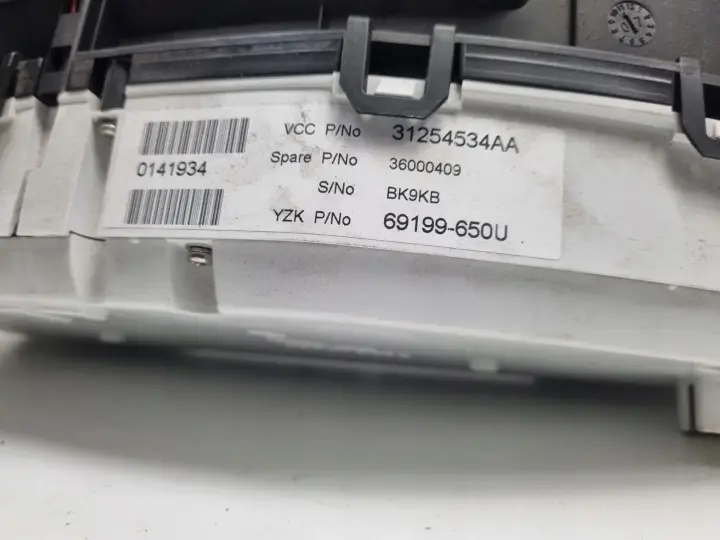 VCC P/No 31254534AA
0141934
Spare P/No 36000409
S/No BK9KB
YZK P/No 69199-650U